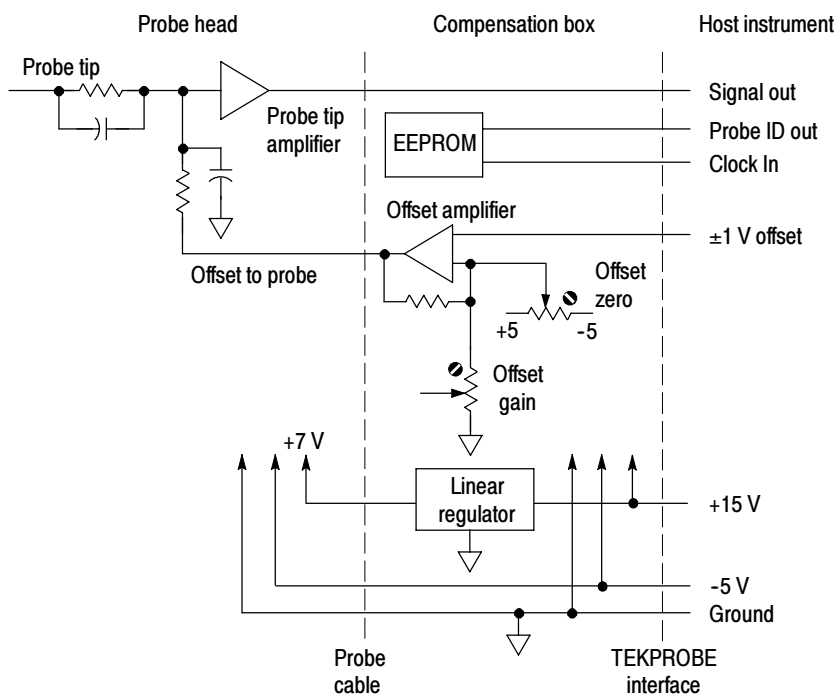 Probe head
Compensation box
Host instrument
Probe tip
Signal out
Probe tip
amplifier
EEPROM
Probe ID out
Clock In
Offset amplifier
±1 V offset
Offset to probe
Offset
zero
+5
-5
Offset
gain
+7 V
Linear
regulator
+15 V
-5 V
Ground
Probe
cable
TEKPROBE
interface